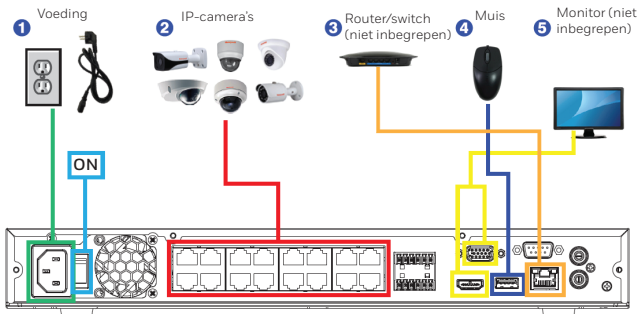 1 Voeding
2 IP-camera's
3 Router/switch
(niet inbegrepen)
4 Muis
5 Monitor (niet
inbegrepen)
ON